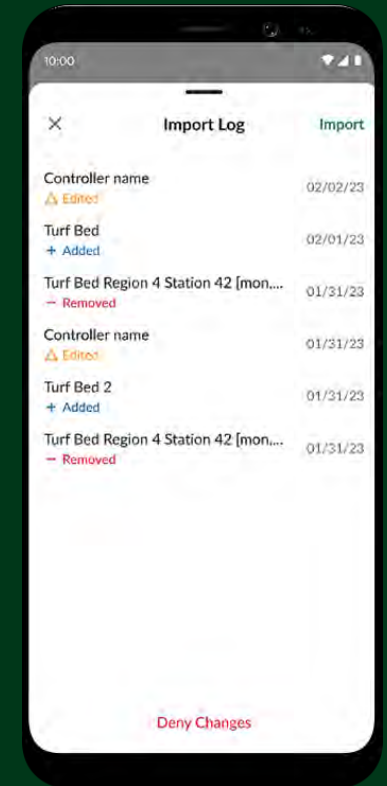 10:00
Import Log
Import
Controller name
02/02/23
Edited
Turf Bed
02/01/23
+ Added
Turf Bed Region 4 Station 42 [mon,...
01/31/23
− Removed
Controller name
01/31/23
Edited
Turf Bed 2
01/31/23
+ Added
Turf Bed Region 4 Station 42 [mon,...
01/31/23
− Removed
Deny Changes